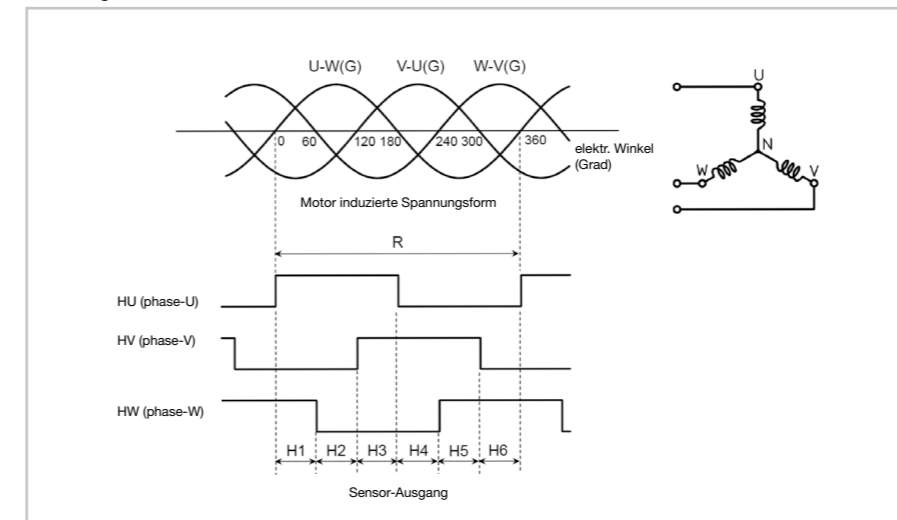 U-W(G) V-U(G) W-V(G)
0 60 120 180 240 300 360
elektr. Winkel
(Grad)
Motor induzierte Spannungsform
U
N
W V
R
HU (phase-U)
HV (phase-V)
HW (phase-W)
H1 H2 H3 H4 H5 H6
Sensor-Ausgang